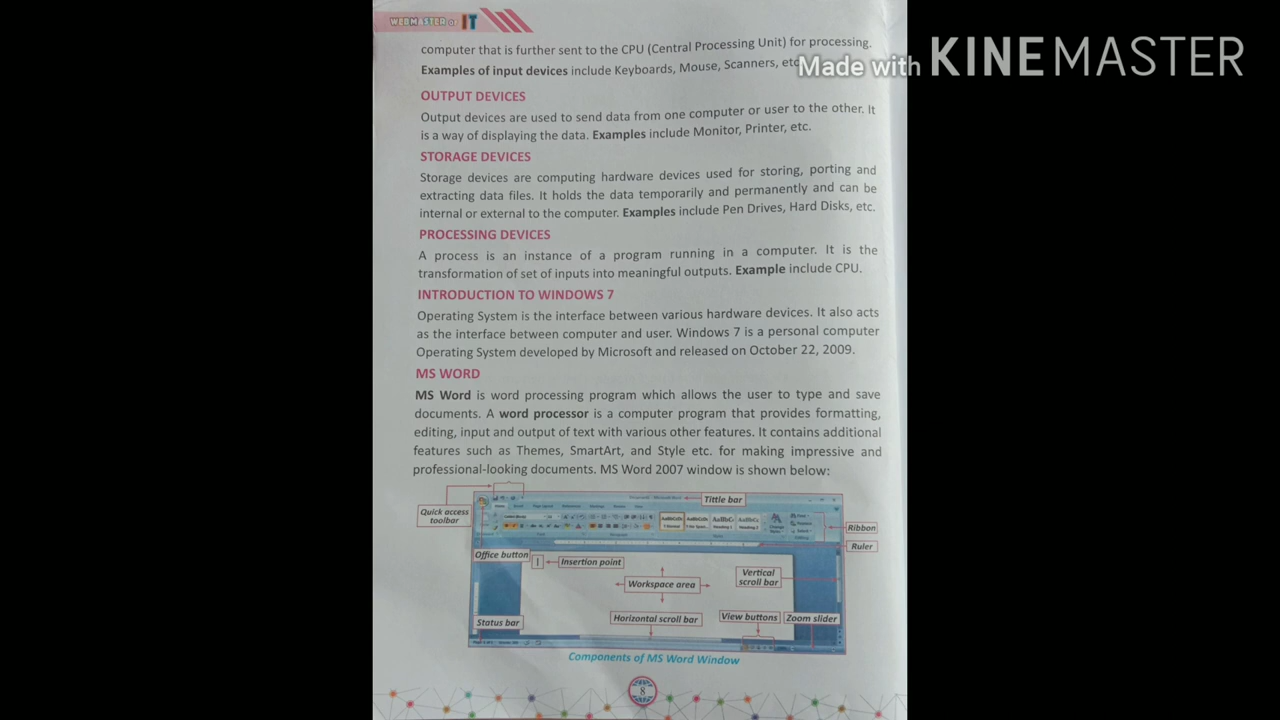 WEBMASTER OF IT
computer that is further sent to the CPU (Central Processing Unit) for processing.
Examples of input devices include Keyboards, Mouse, Scanners, etc
Made with KINEMASTER
OUTPUT DEVICES
Output devices are used to send data from one computer or user to the other. It
is a way of displaying the data. Examples include Monitor, Printer, etc.
STORAGE DEVICES
Storage devices are computing hardware devices used for storing, porting and
extracting data files. It holds the data temporarily and permanently and can be
internal or external to the computer. Examples include Pen Drives, Hard Disks, etc.
PROCESSING DEVICES
A process is an instance of a program running in a computer. It is the
transformation of set of inputs into meaningful outputs. Example include CPU.
INTRODUCTION TO WINDOWS 7
Operating System is the interface between various hardware devices. It also acts
as the interface between computer and user. Windows 7 is a personal computer
Operating System developed by Microsoft and released on October 22, 2009.
MS WORD
MS Word is word processing program which allows the user to type and save
documents. A word processor is a computer program that provides formatting,
editing, input and output of text with various other features. It contains additional
features such as Themes, SmartArt, and Style etc. for making impressive and
professional-looking documents. MS Word 2007 window is shown below:
Tittle bar
Quick access
toolbar
AaBbCcDc AaBbCcDc AaBbC AaBbCc
Ribbon
Ruler
Office button
Insertion point
Vertical
scroll bar
Workspace area
Status bar
Horizontal scroll bar
View buttons
Zoom slider
Components of MS Word Window
8